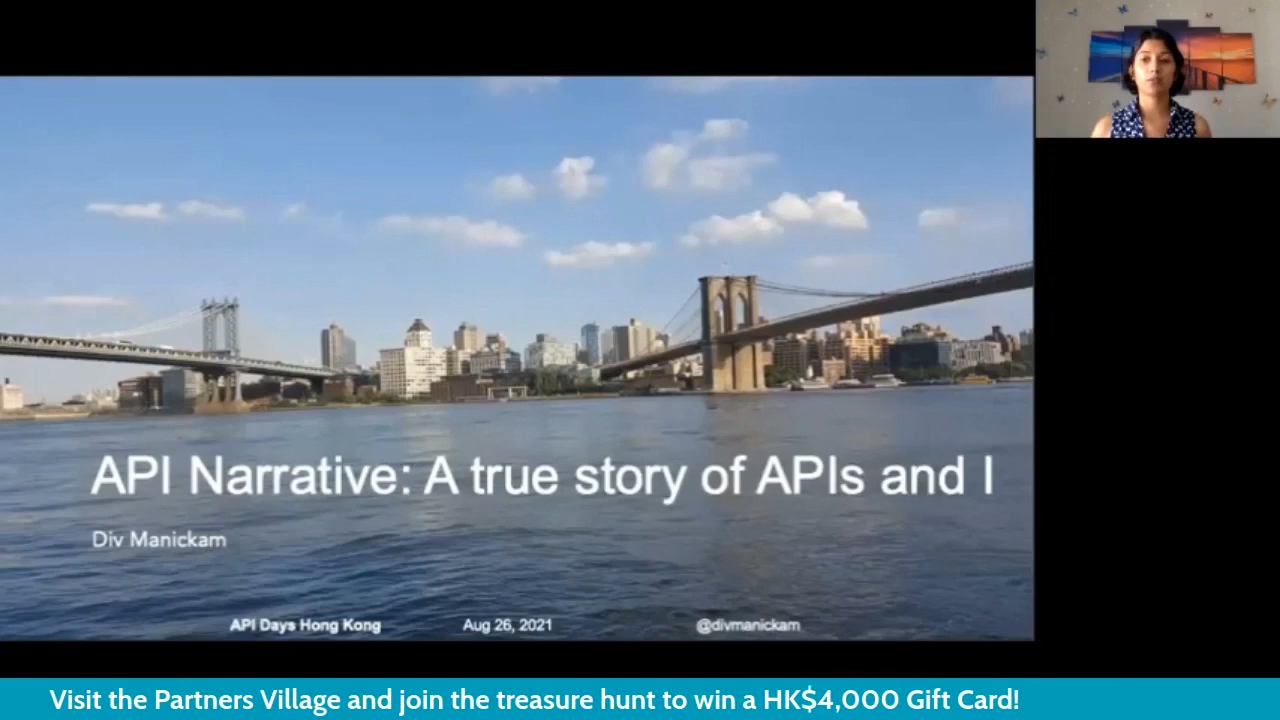 API Narrative: A true story of APIs and I
Div Manickam
API Days Hong Kong Aug 26, 2021 @divmanickam
Visit the Partners Village and join the treasure hunt to win a HK$4,000 Gift Card!